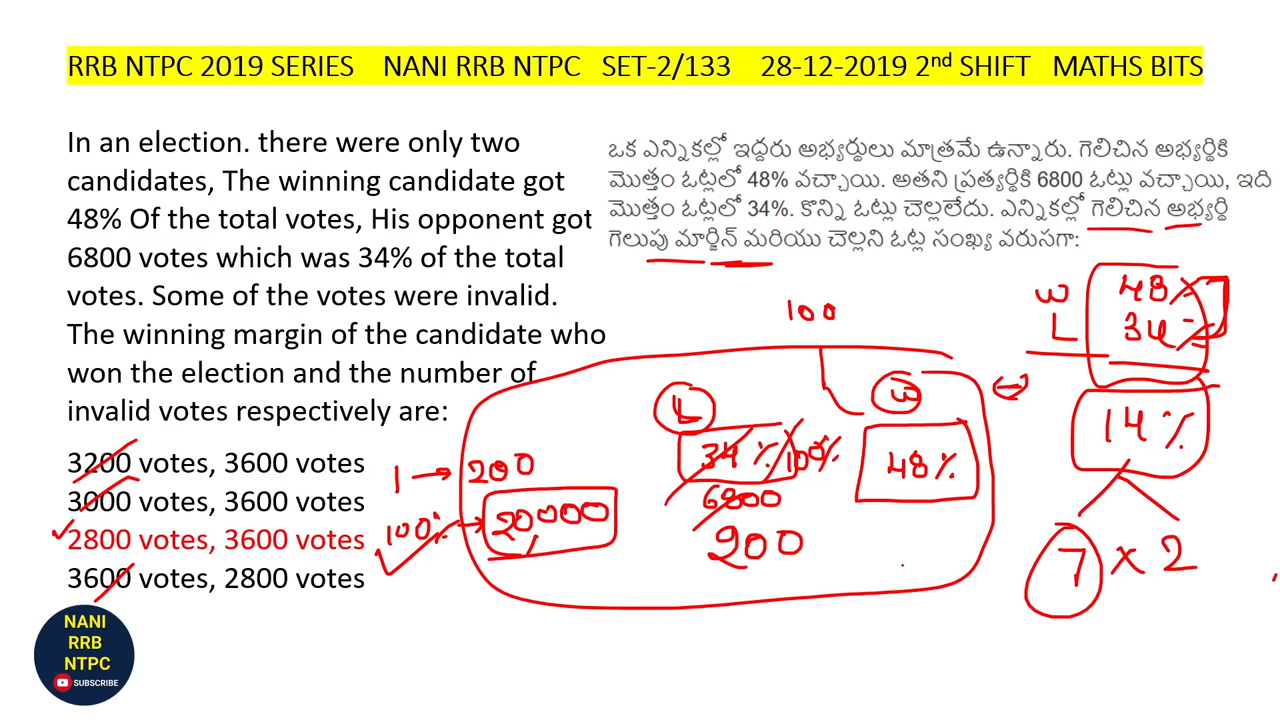 RRB NTPC 2019 SERIES NANI RRB NTPC SET-2/133 28-12-2019 2nd SHIFT MATHS BITS
In an election. there were only two
candidates, The winning candidate got
48% Of the total votes, His opponent got
6800 votes which was 34% of the total
votes. Some of the votes were invalid.
The winning margin of the candidate who
won the election and the number of
invalid votes respectively are:
3200 votes, 3600 votes
3000 votes, 3600 votes
2800 votes, 3600 votes
3600 votes, 2800 votes
ఒక ఎన్నికల్లో ఇద్దరు అభ్యర్థులు మాత్రమే ఉన్నారు. గెలిచిన అభ్యర్థికి
మొత్తం ఓట్లలో 48% వచ్చాయి. అతని ప్రత్యర్థికి 6800 ఓట్లు వచ్చాయి, ఇది
మొత్తం ఓట్లలో 34%. కొన్ని ఓట్లు చెల్లలేదు. ఎన్నికల్లో గెలిచిన అభ్యర్థి
గెలుపు మార్జిన్ మరియు చెల్లని ఓట్ల సంఖ్య వరుసగా:
100
W 48%
L 34%
14%
7 x 2
L W
34% 100% 48%
6800
200
1 → 200
100% → 20000
NANI
RRB
NTPC
SUBSCRIBE